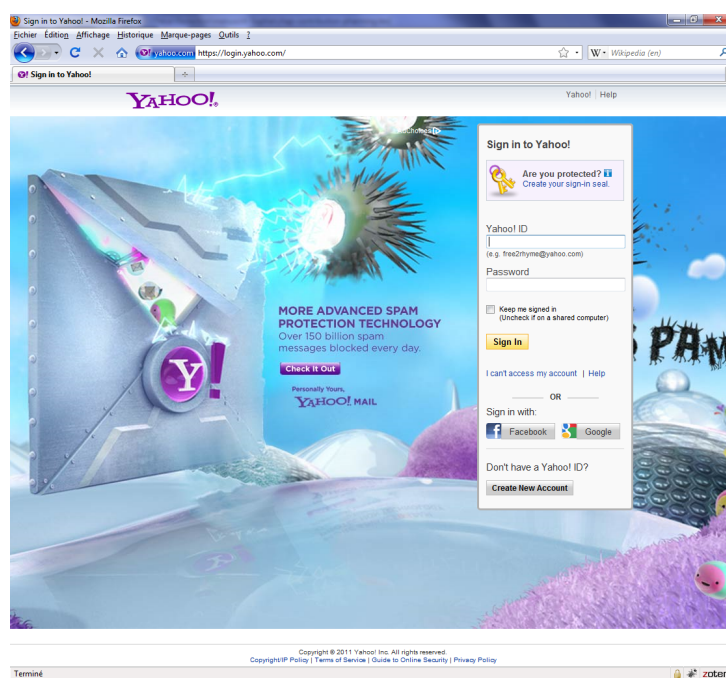 Sign in to Yahoo! - Mozilla Firefox
Fichier Édition Affichage Historique Marque-pages Outils ?
yahoo.com https://login.yahoo.com/
W Wikipedia (en)
Y! Sign in to Yahoo!
YAHOO!
Yahoo! Help
AdChoices
Sign in to Yahoo!
Are you protected?
Create your sign-in seal.
Yahoo! ID
(e.g. free2rhyme@yahoo.com)
Password
Keep me signed in
(Uncheck if on a shared computer)
Sign In
I can't access my account | Help
OR
Sign in with:
Facebook Google
Don't have a Yahoo! ID?
Create New Account
MORE ADVANCED SPAM
PROTECTION TECHNOLOGY
Over 150 billion spam
messages blocked every day.
Check It Out
Personally Yours,
YAHOO! MAIL
Y!
Copyright © 2011 Yahoo! Inc. All rights reserved.
Copyright/IP Policy | Terms of Service | Guide to Online Security | Privacy Policy
Terminé